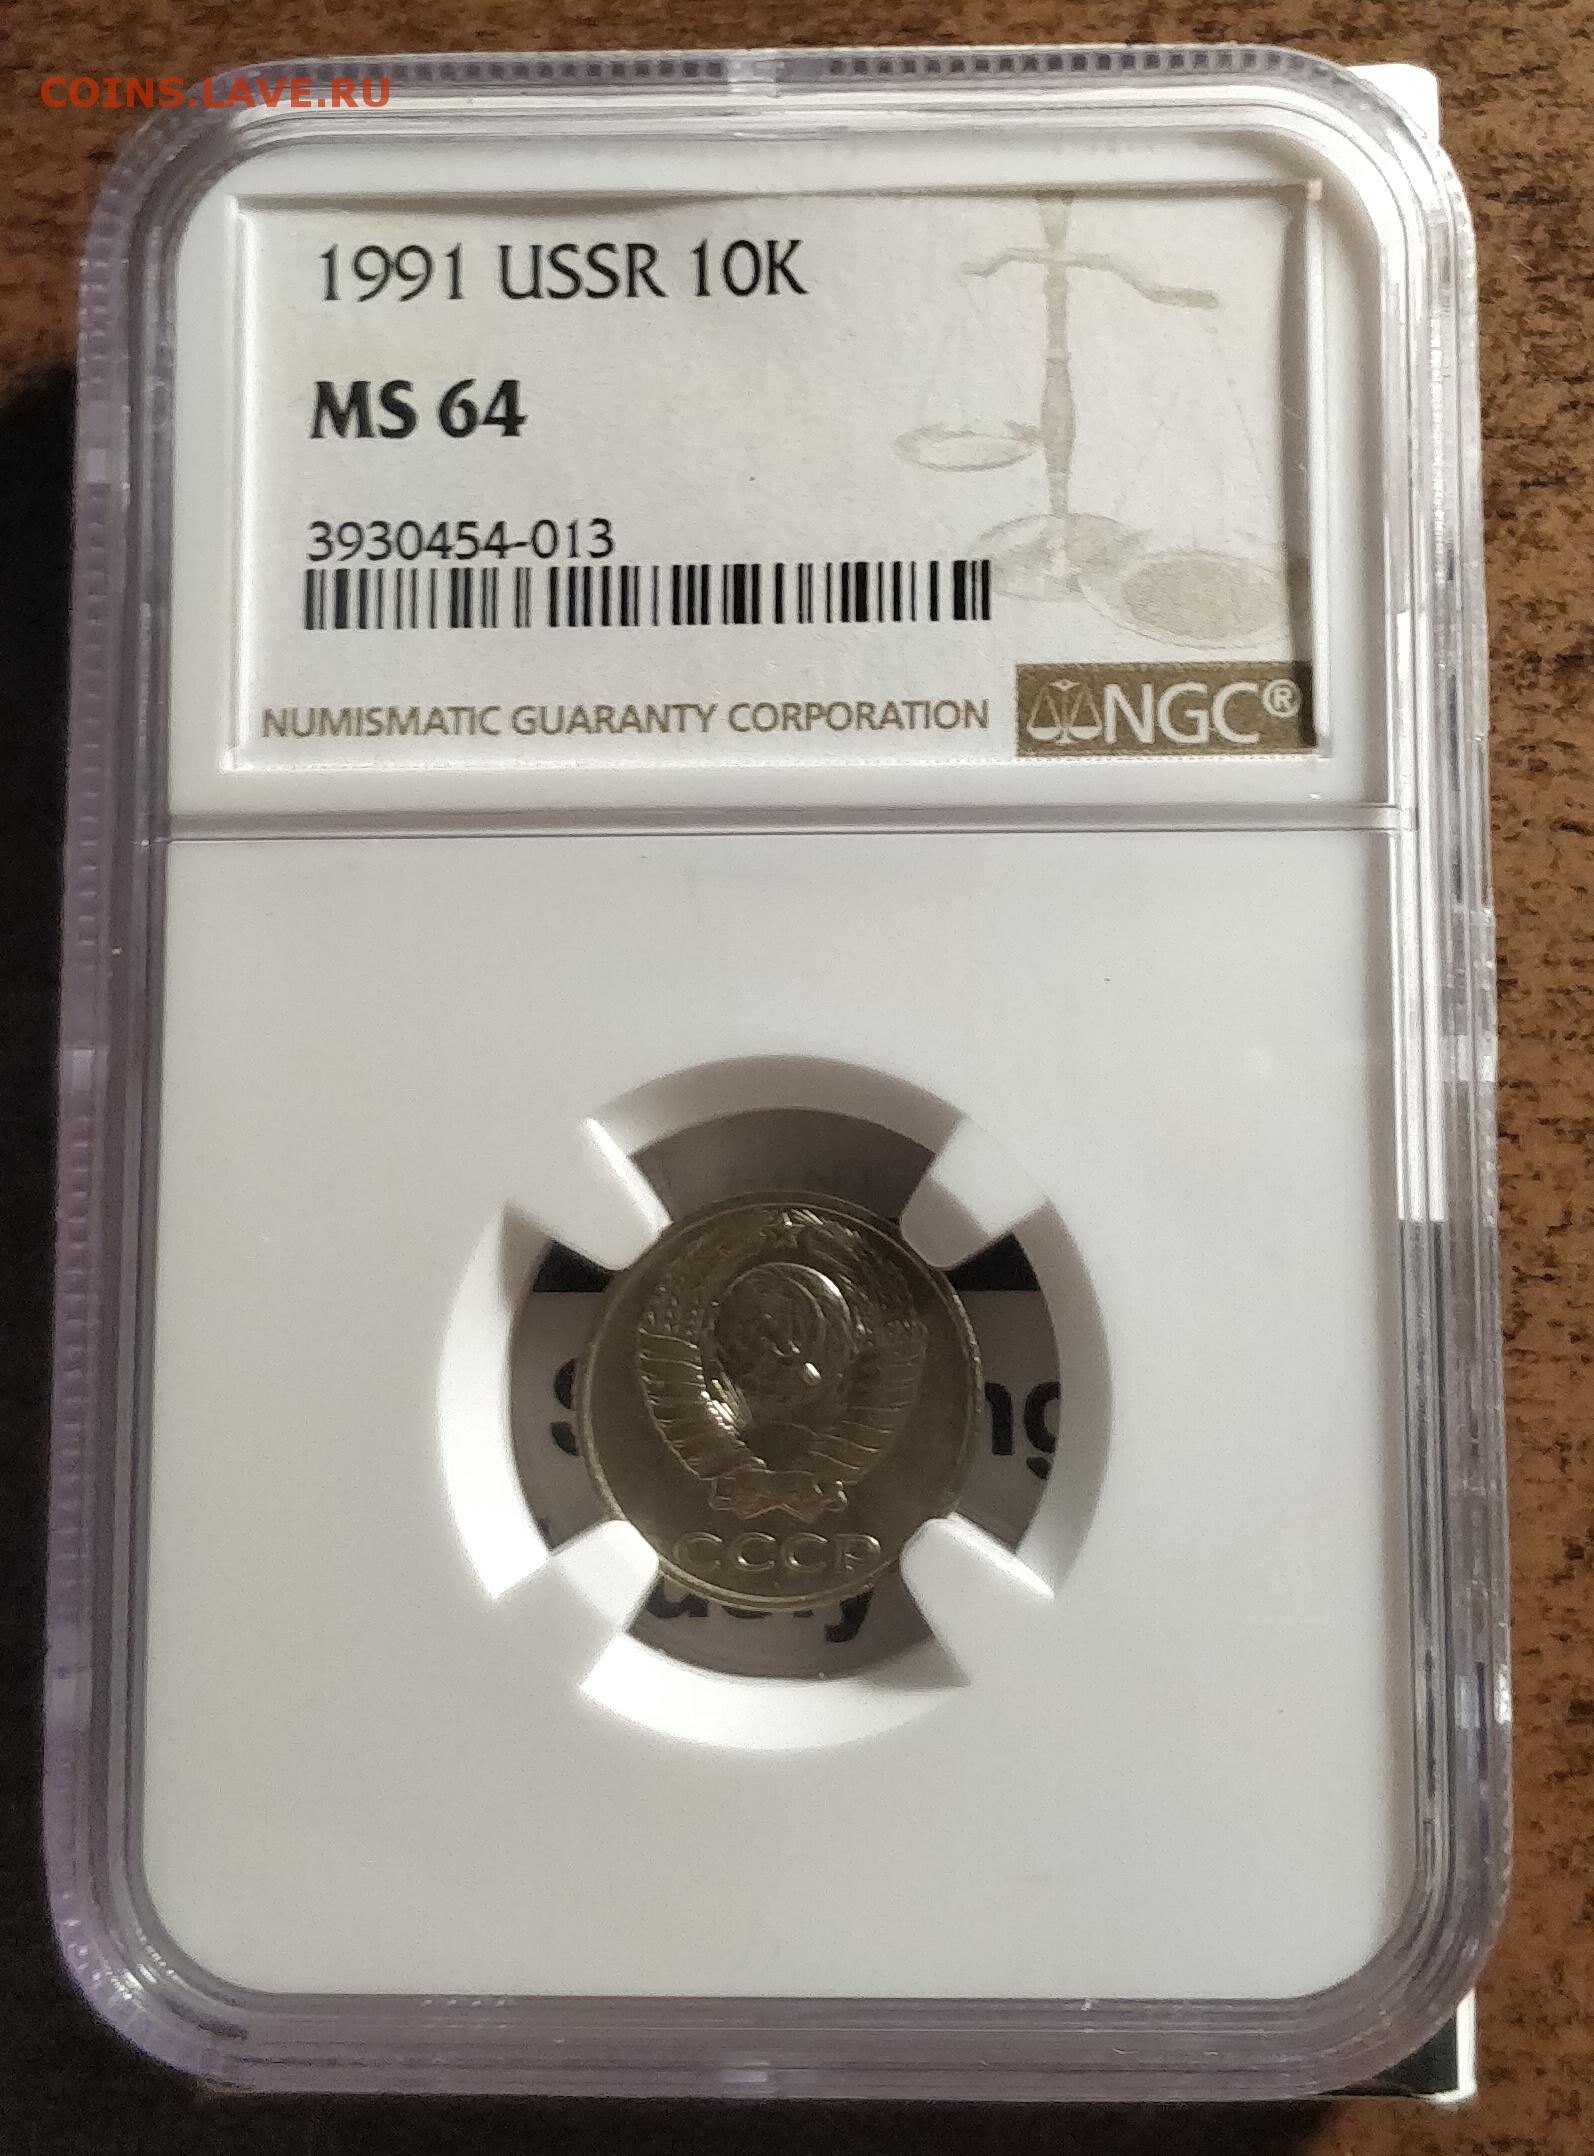 COINS.LAVE.RU
1991 USSR 10K
MS 64
3930454-013
NUMISMATIC GUARANTY CORPORATION NGC®
СССР